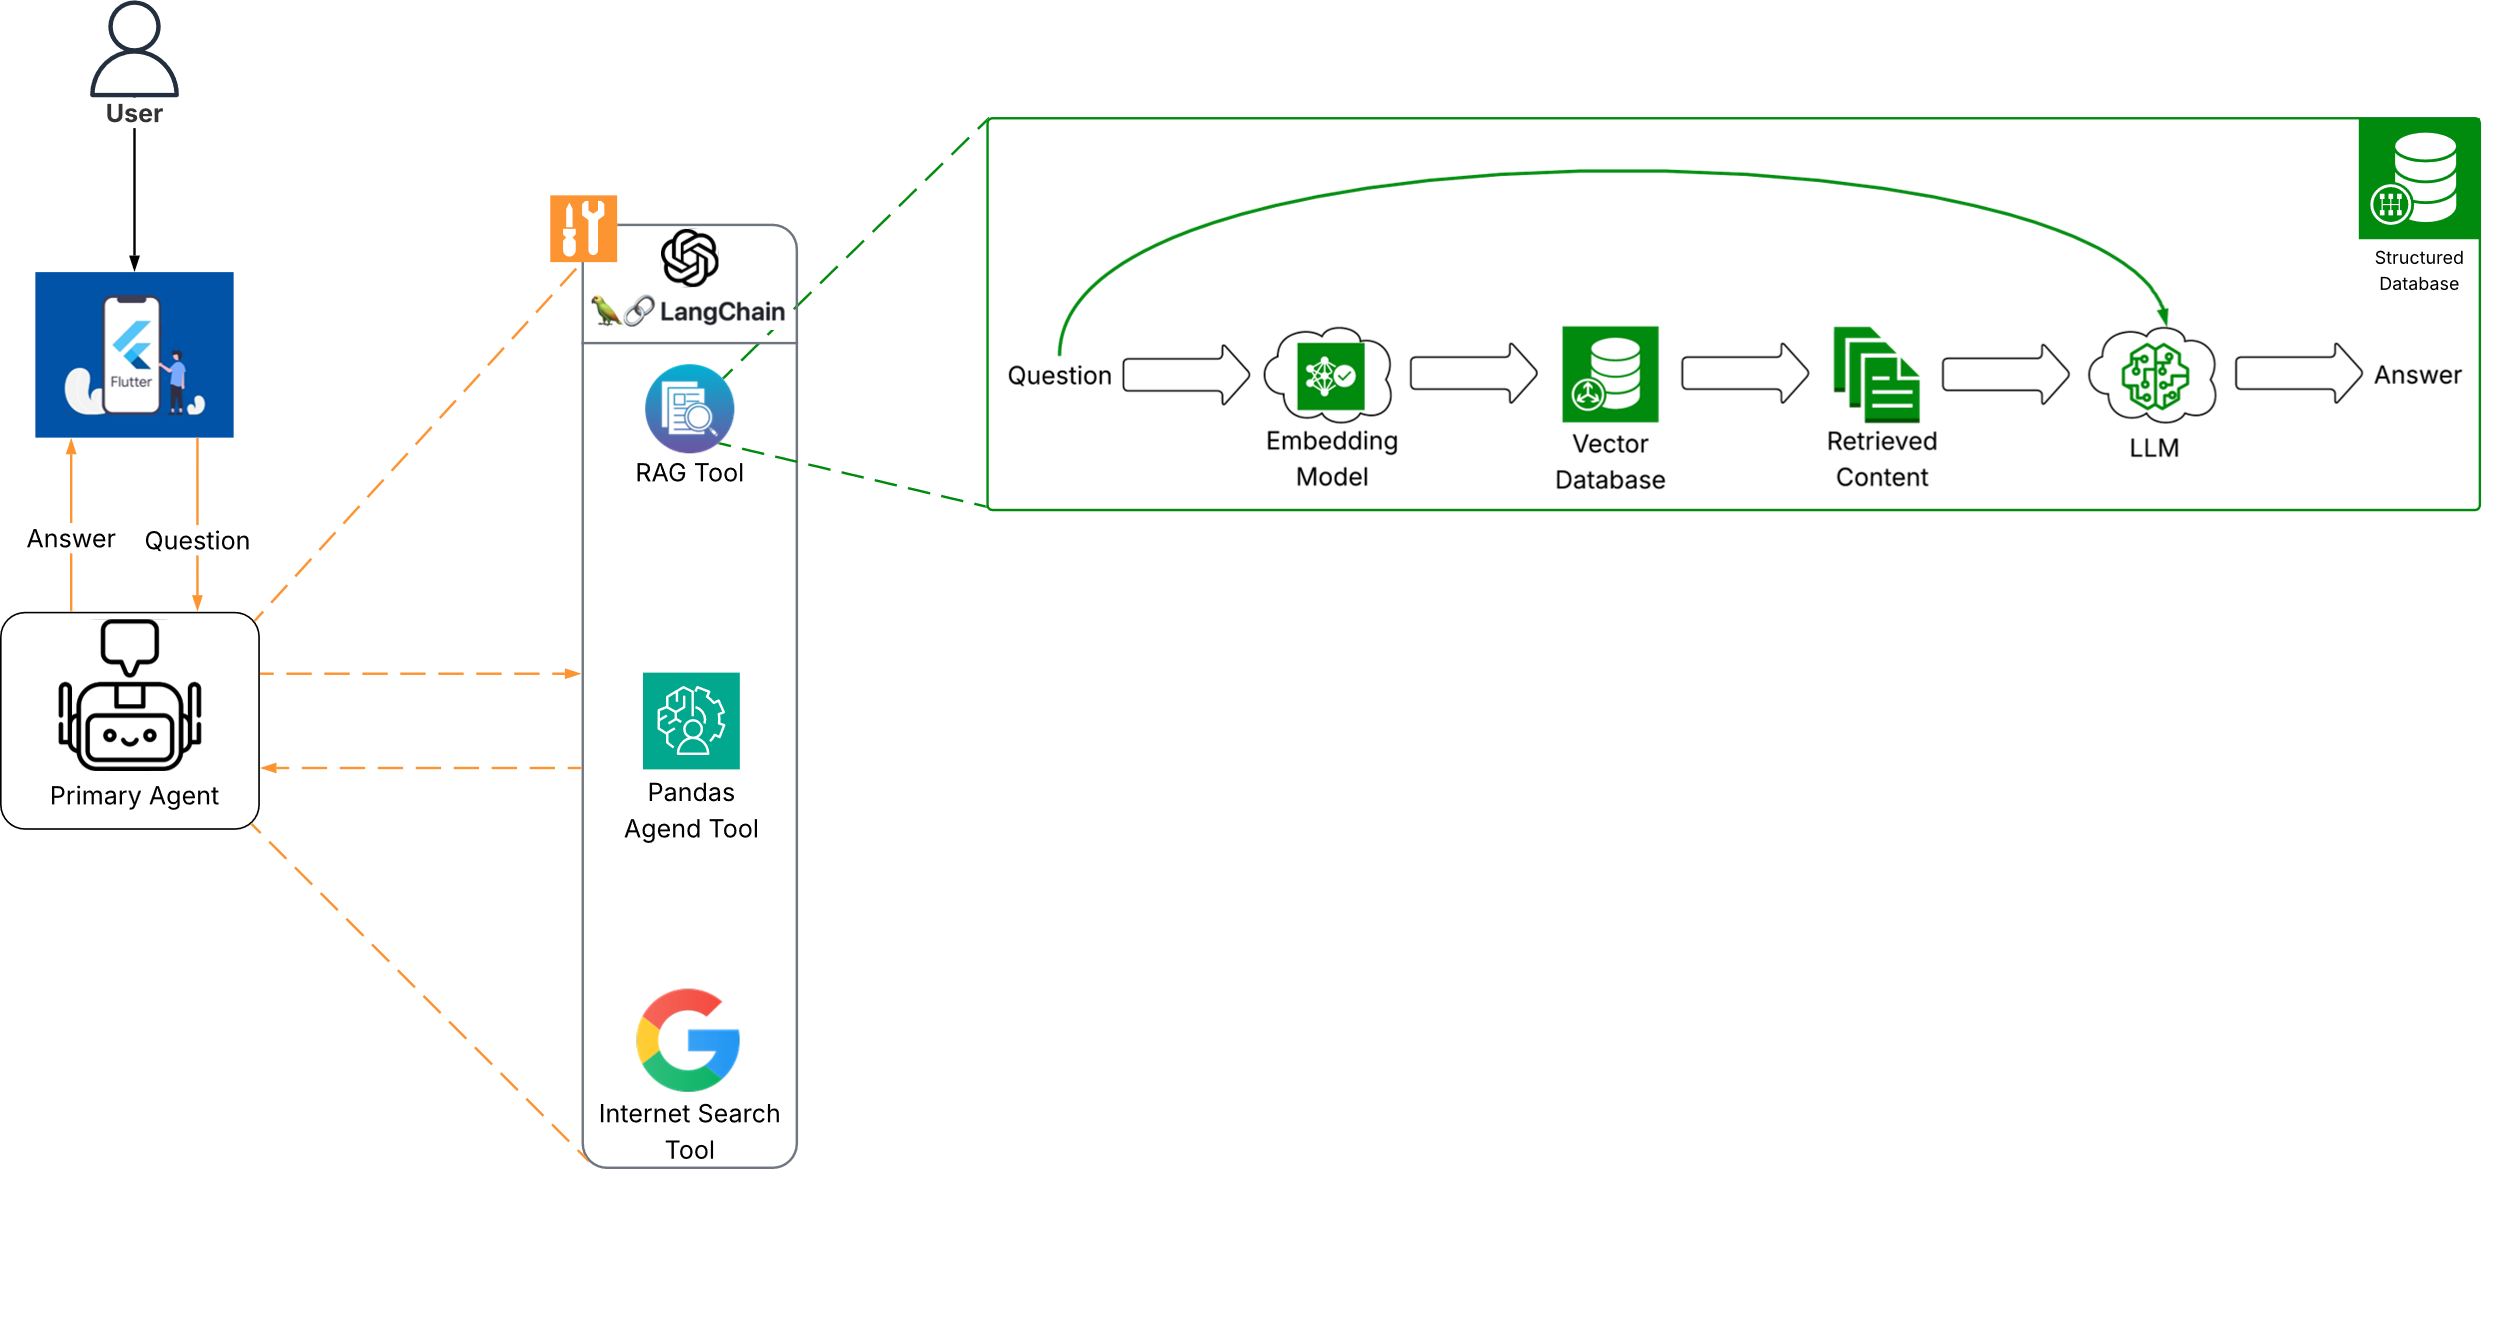 User
Flutter
Answer
Question
Primary Agent
LangChain
RAG Tool
Pandas
Agend Tool
Internet Search
Tool
Structured
Database
Question
Embedding
Model
Vector
Database
Retrieved
Content
LLM
Answer